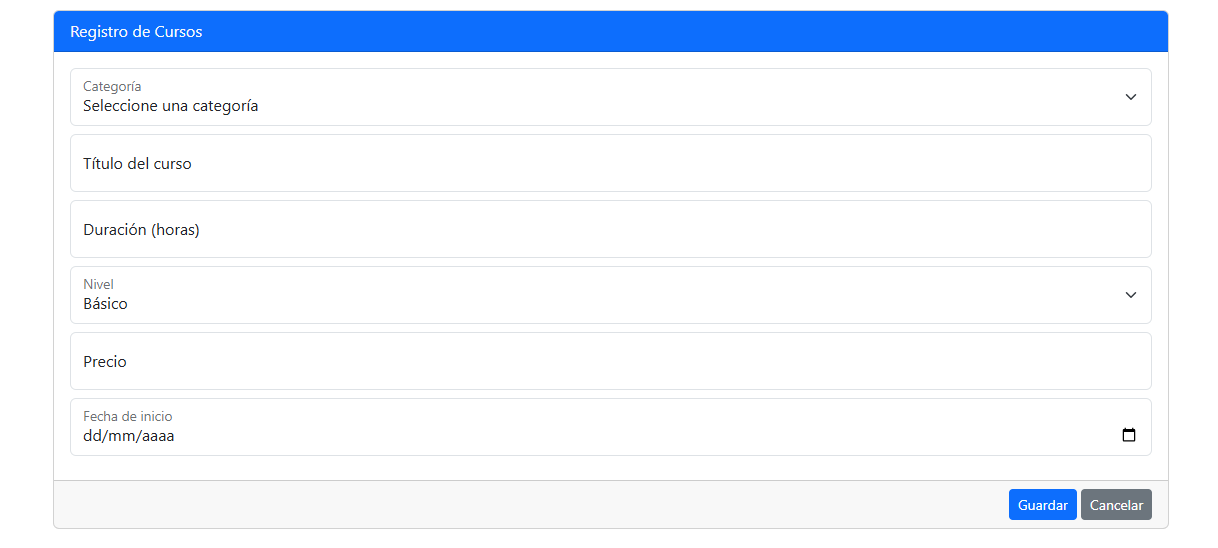 Registro de Cursos
Categoría
Seleccione una categoría
Título del curso
Duración (horas)
Nivel
Básico
Precio
Fecha de inicio
dd/mm/aaaa
Guardar Cancelar